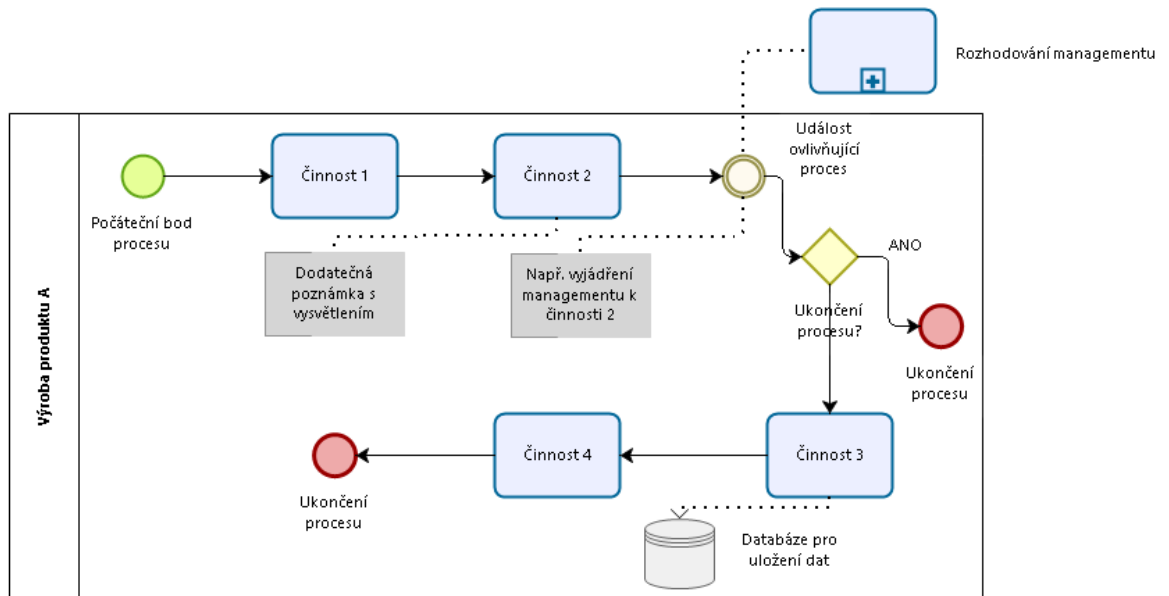 Rozhodování managementu
Výroba produktu A
Počáteční bod
procesu
Činnost 1
Činnost 2
Událost
ovlivňující
proces
Dodatečná
poznámka s
vysvětlením
Např. vyjádření
managementu k
činnosti 2
ANO
Ukončení
procesu?
Ukončení
procesu
Činnost 3
Činnost 4
Ukončení
procesu
Databáze pro
uložení dat